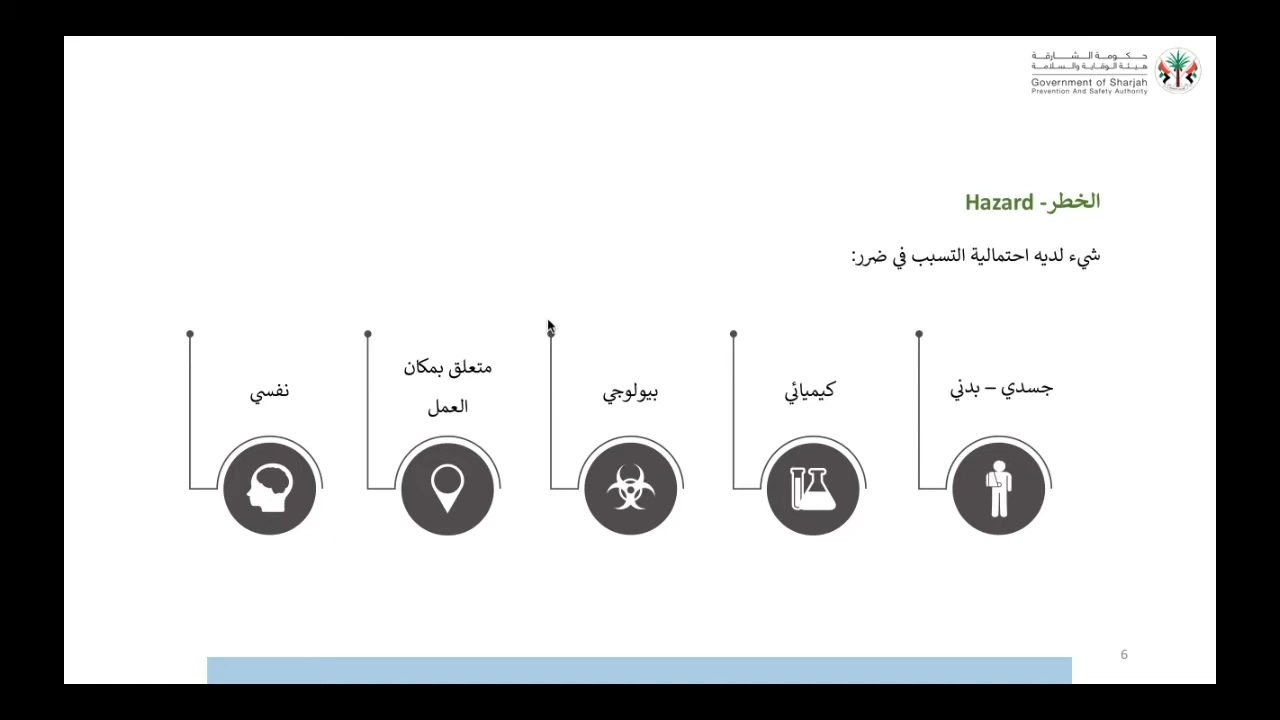 حكومة الشارقة
هيئة الوقاية والسلامة
Government of Sharjah
Prevention And Safety Authority
الخطر- Hazard
شيء لديه احتمالية التسبب في ضرر:
جسدي – بدني
كيميائي
بيولوجي
متعلق بمكان
العمل
نفسي
6